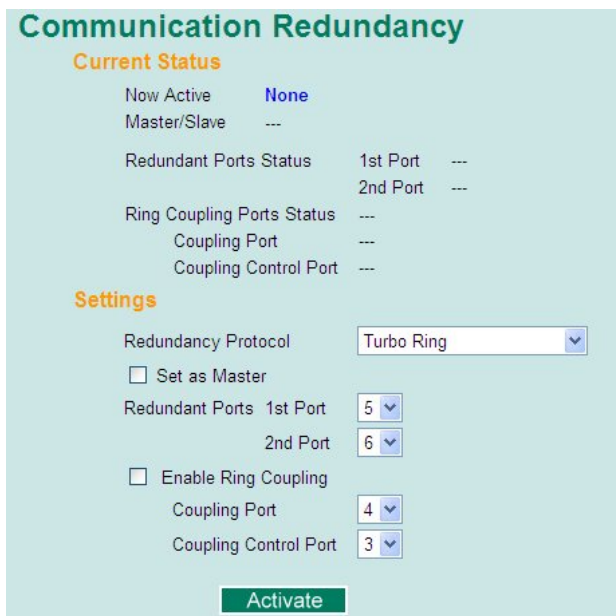 Communication Redundancy
Current Status
Now Active None
Master/Slave ---
Redundant Ports Status 1st Port ---
2nd Port ---
Ring Coupling Ports Status ---
Coupling Port ---
Coupling Control Port ---
Settings
Redundancy Protocol Turbo Ring
Set as Master
Redundant Ports 1st Port 5
2nd Port 6
Enable Ring Coupling
Coupling Port 4
Coupling Control Port 3
Activate